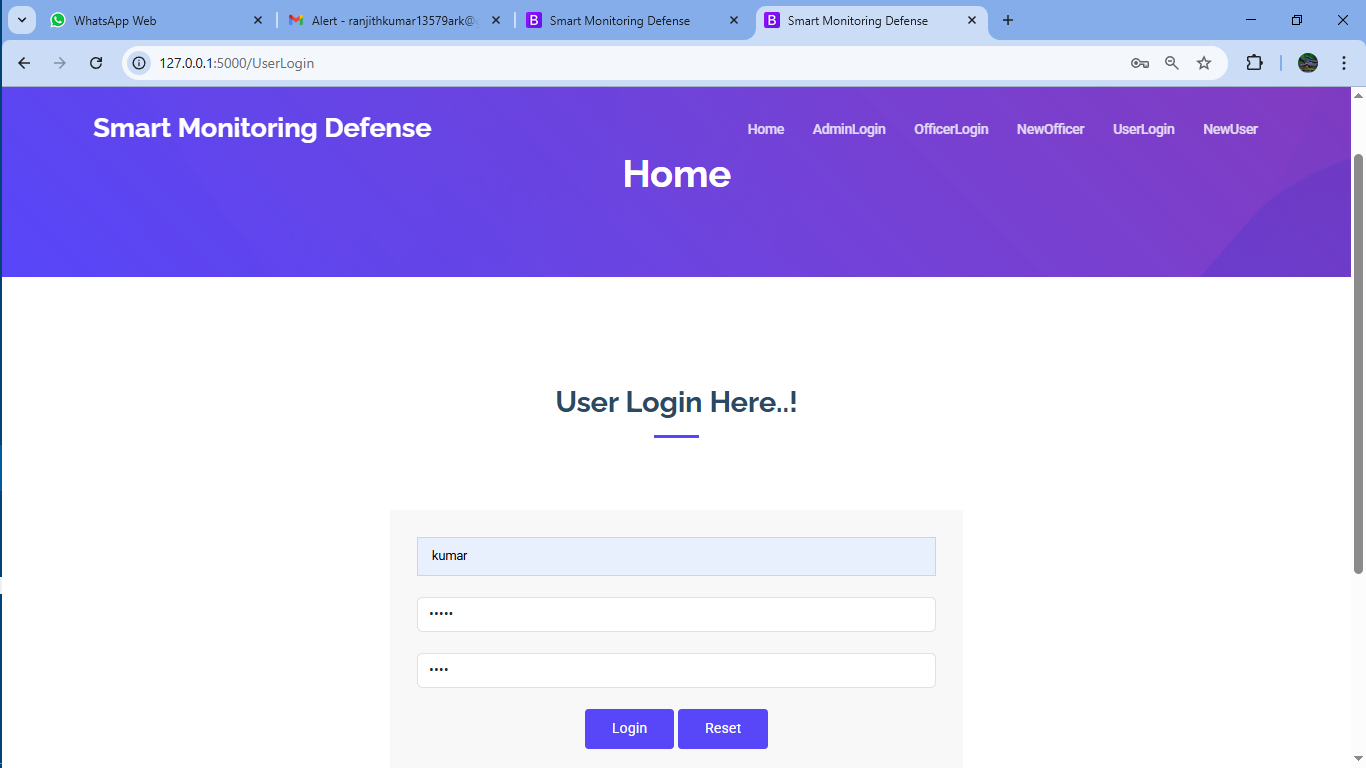 WhatsApp Web
Alert - ranjithkumar13579ark@
Smart Monitoring Defense
Smart Monitoring Defense
127.0.0.1:5000/UserLogin
Smart Monitoring Defense
Home AdminLogin OfficerLogin NewOfficer UserLogin NewUser
Home
User Login Here..!
kumar
•••••
••••
Login Reset